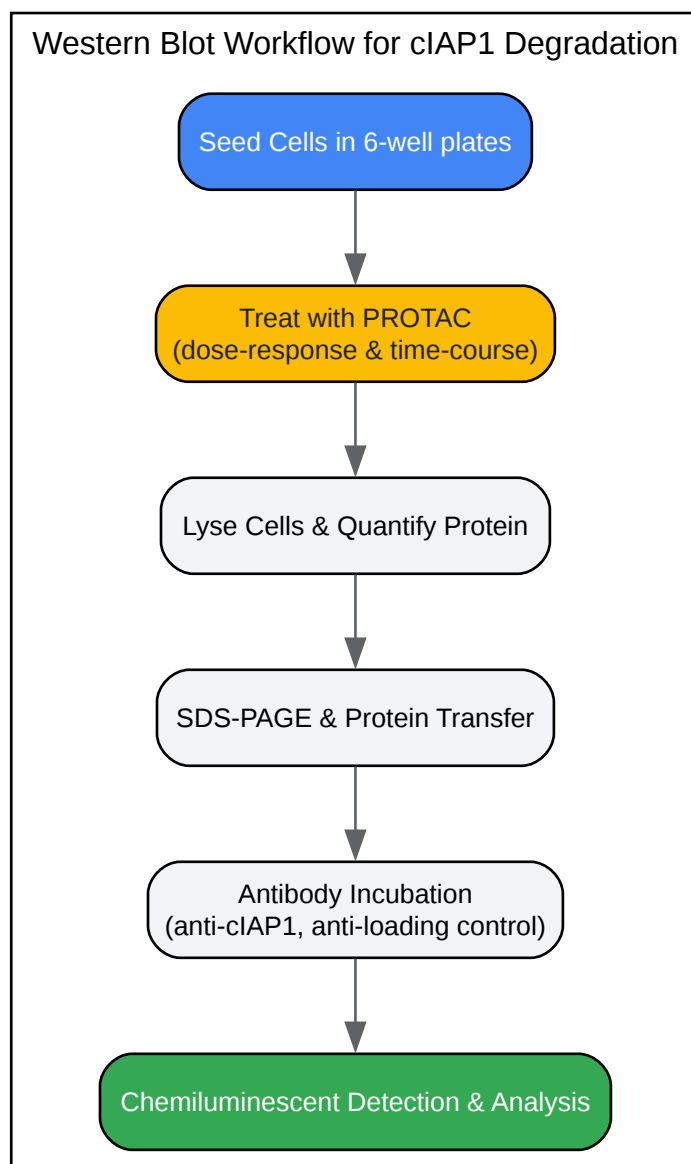 Western Blot Workflow for cIAP1 Degradation
Seed Cells in 6-well plates
Treat with PROTAC
(dose-response & time-course)
Lyse Cells & Quantify Protein
SDS-PAGE & Protein Transfer
Antibody Incubation
(anti-cIAP1, anti-loading control)
Chemiluminescent Detection & Analysis